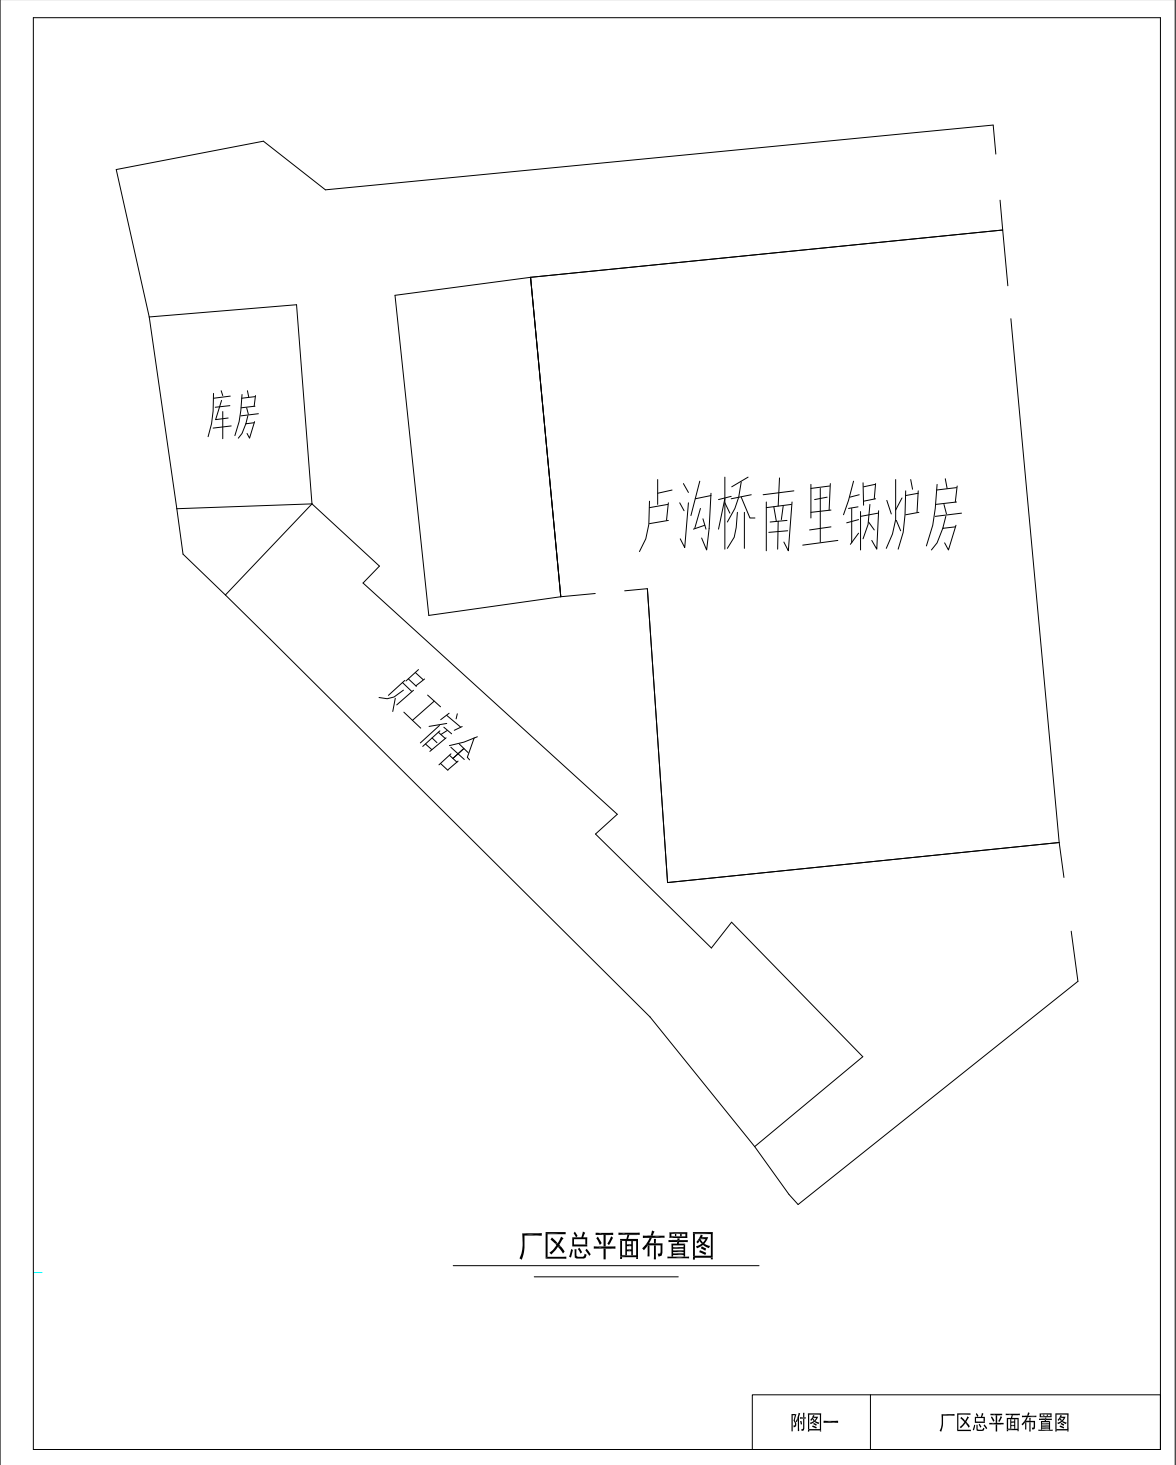 库房
卢沟桥南里锅炉房
员工宿舍
厂区总平面布置图
附图一
厂区总平面布置图